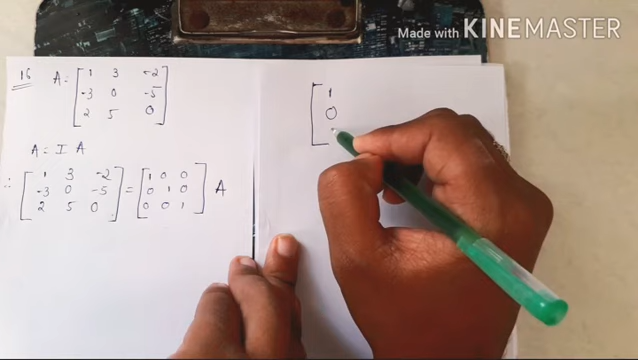 Made with KINEMASTER
16 A = [ 1 3 -2
-3 0 -5
2 5 0 ]
A = I A
∴ [ 1 3 -2
-3 0 -5
2 5 0 ] = [ 1 0 0
0 1 0
0 0 1 ] A
[ 1
0